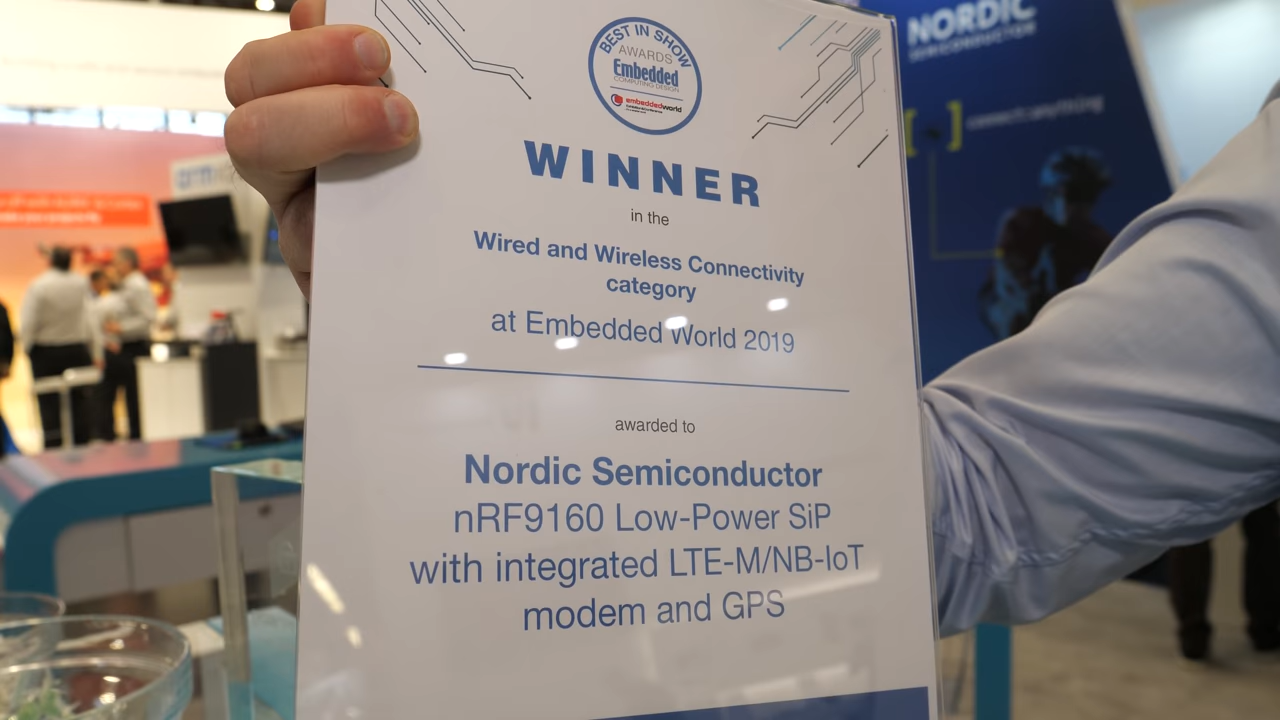 BEST IN SHOW
AWARDS
Embedded
COMPUTING DESIGN
embeddedworld
WINNER
in the
Wired and Wireless Connectivity
category
at Embedded World 2019
awarded to
Nordic Semiconductor
nRF9160 Low-Power SiP
with integrated LTE-M/NB-IoT
modem and GPS
NORDIC
SEMICONDUCTOR
connect:anything
arm